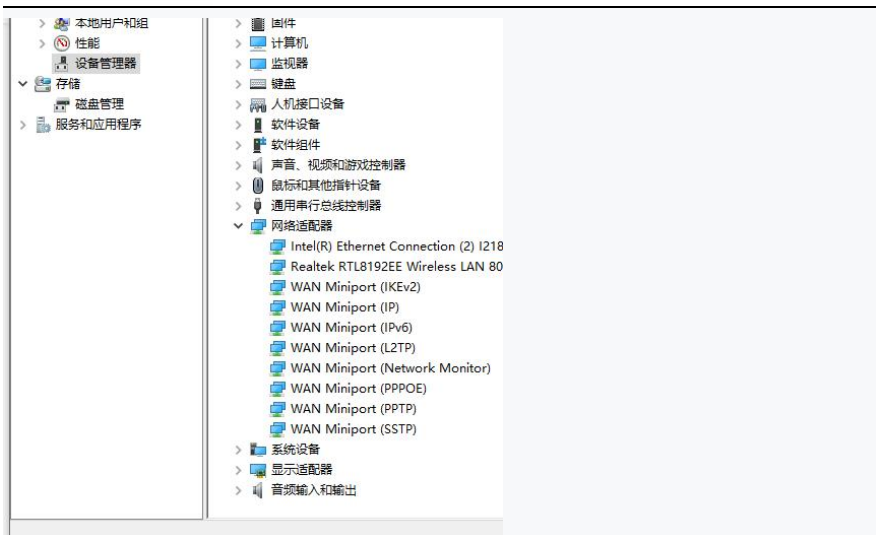 本地用户和组
性能
设备管理器
存储
磁盘管理
服务和应用程序
固件
计算机
监视器
键盘
人机接口设备
软件设备
软件组件
声音、视频和游戏控制器
鼠标和其他指针设备
通用串行总线控制器
网络适配器
Intel(R) Ethernet Connection (2) I218
Realtek RTL8192EE Wireless LAN 80
WAN Miniport (IKEv2)
WAN Miniport (IP)
WAN Miniport (IPv6)
WAN Miniport (L2TP)
WAN Miniport (Network Monitor)
WAN Miniport (PPPOE)
WAN Miniport (PPTP)
WAN Miniport (SSTP)
系统设备
显示适配器
音频输入和输出